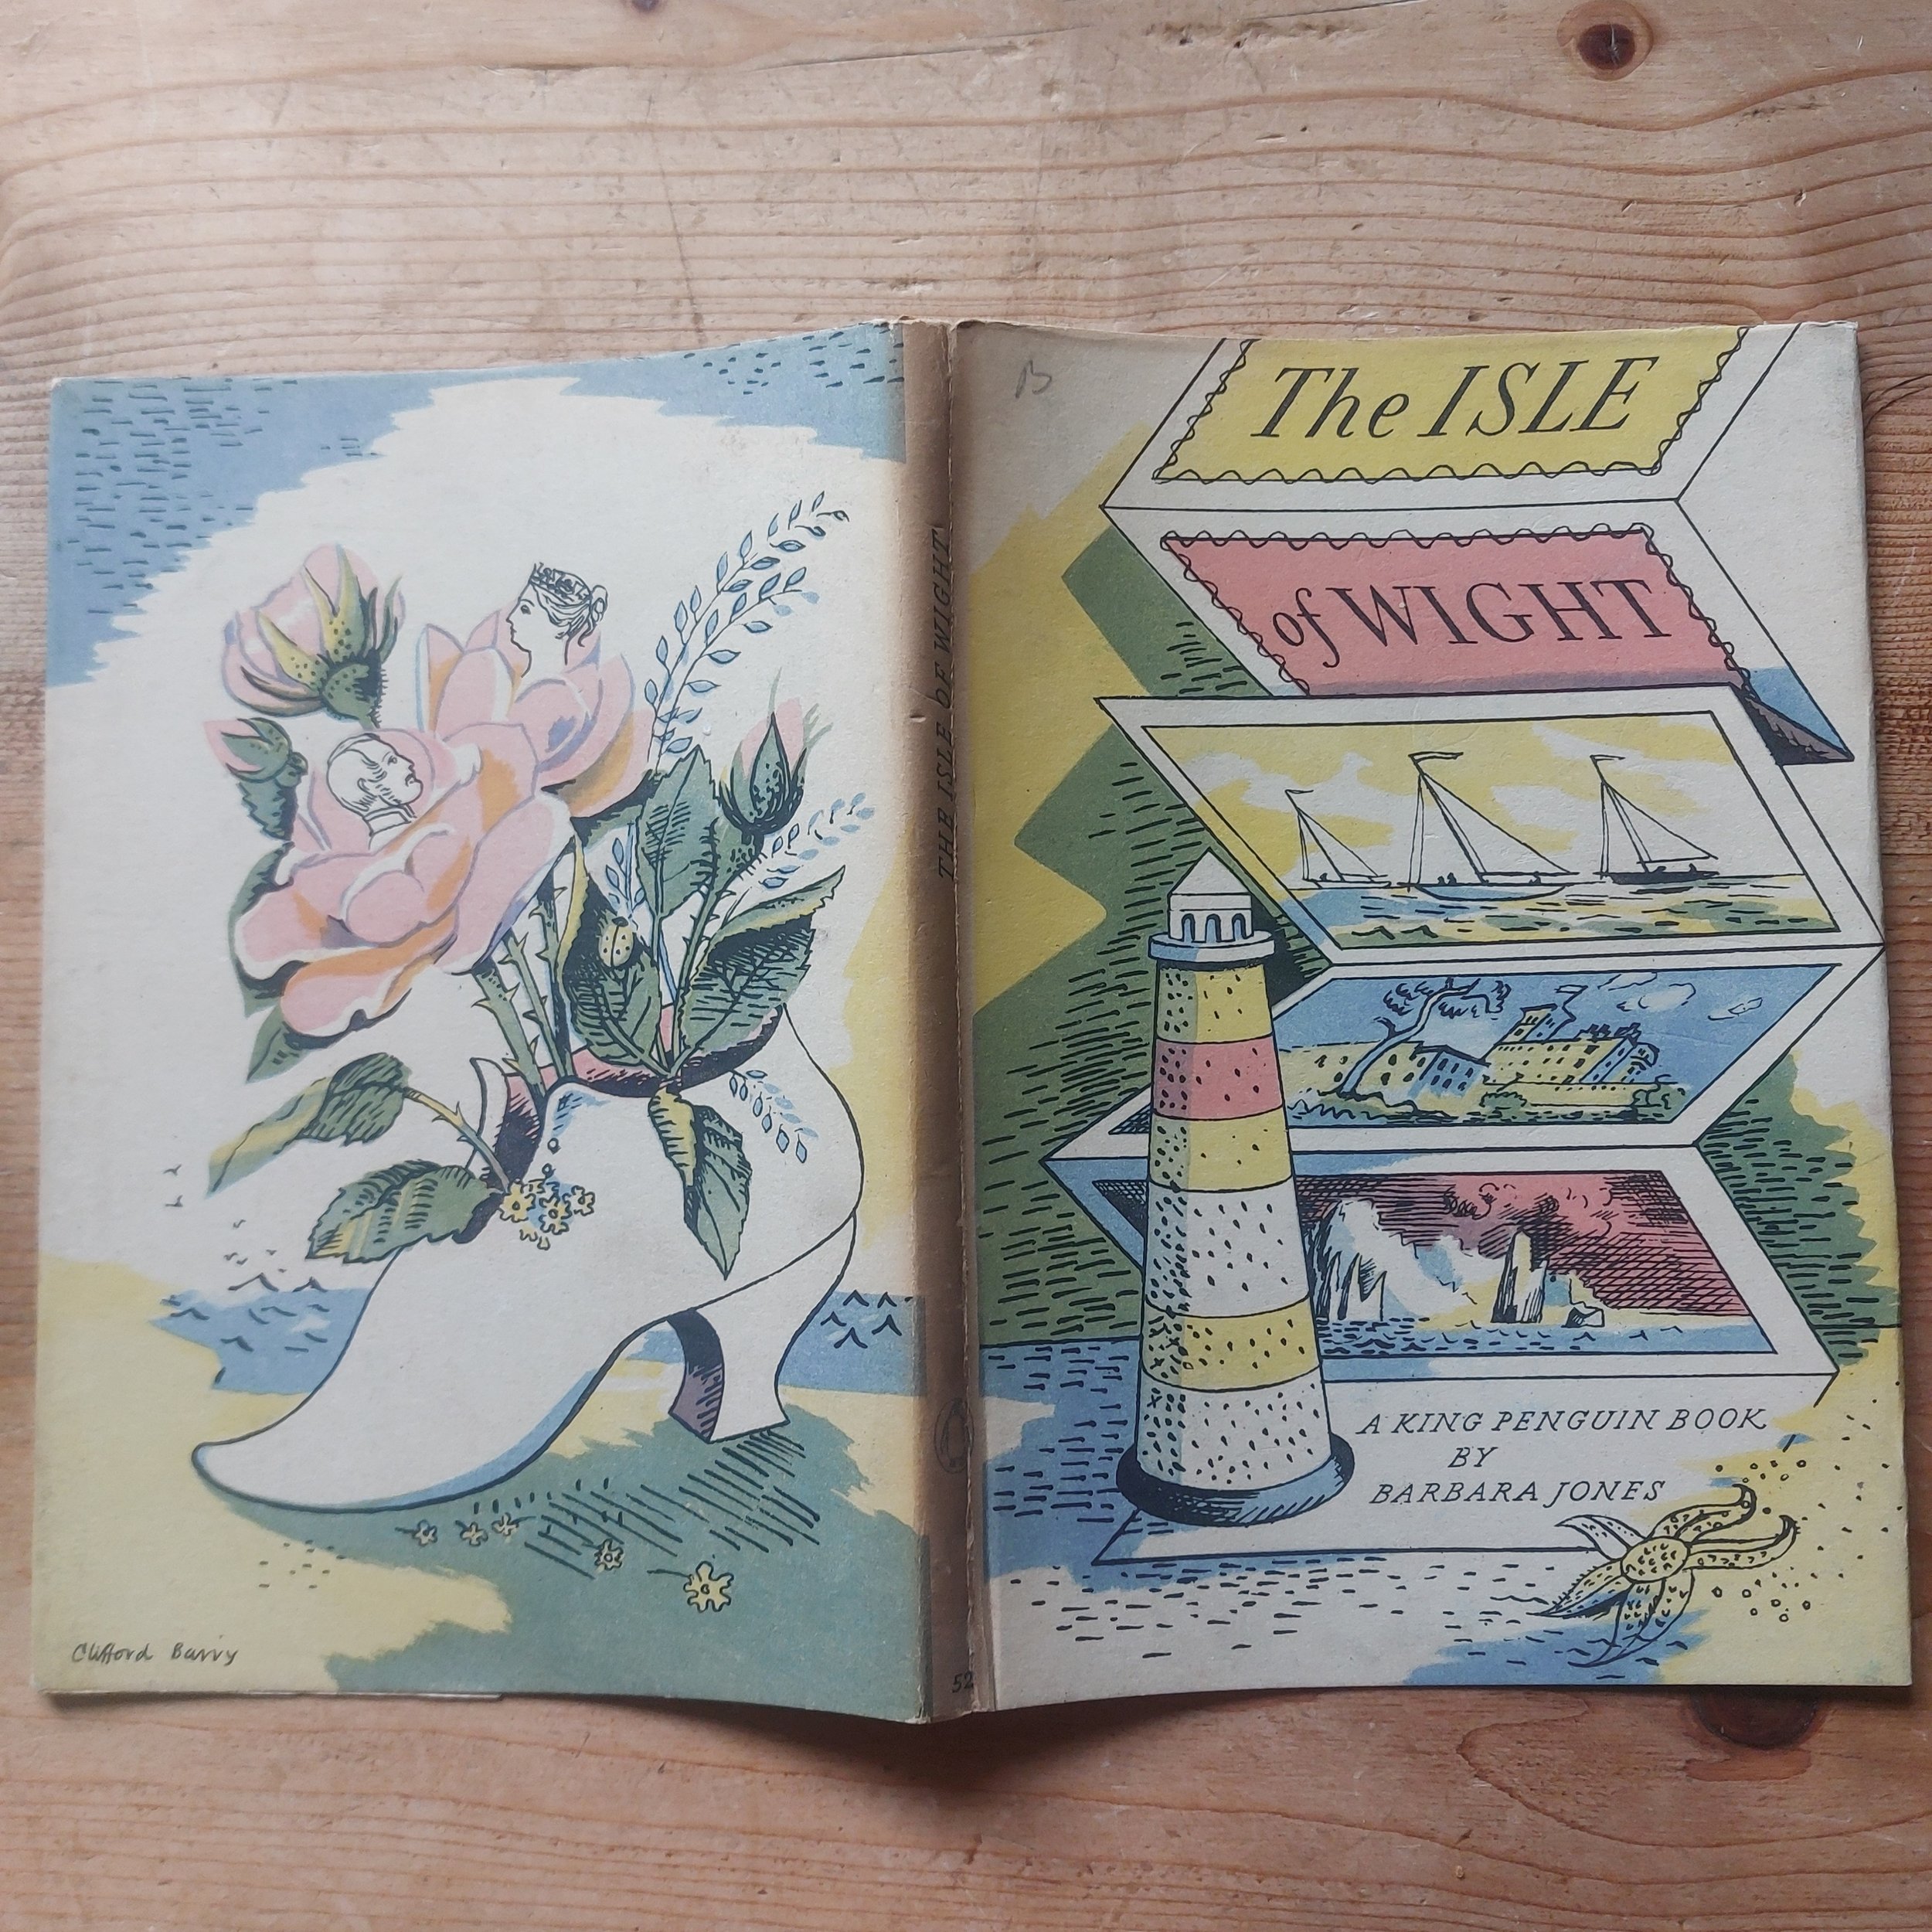 The ISLE
of WIGHT
A KING PENGUIN BOOK
BY
BARBARA JONES
THE ISLE OF WIGHT
52
Clifford Barry
B